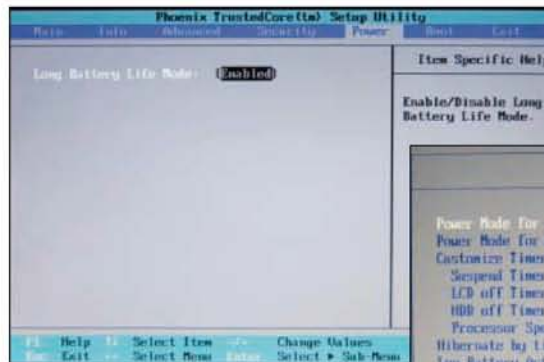 Phoenix TrustedCore(tm) Setup Utility
Main Info Advanced Security Power Boot Exit
Item Specific Help
Long Battery Life Mode: [Enabled]
Enable/Disable Long
Battery Life Mode.
Power Mode for
Power Mode for
Customize Timer
Suspend Timer
LCD off Timer
HDD off Timer
Processor Spe
Hibernate by ti
F1 Help ↑↓ Select Item -/+ Change Values
Esc Exit ↔ Select Menu Enter Select ▶ Sub-Menu